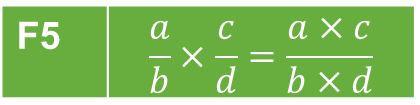 F5 a/b × c/d = (a × c)/(b × d)